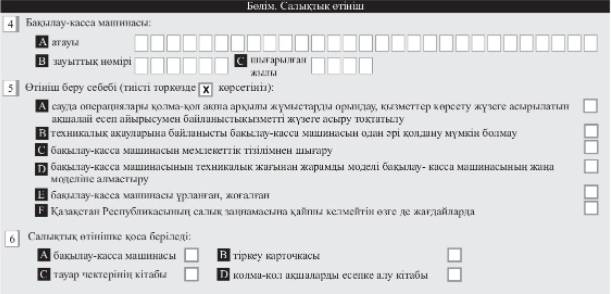 Бөлім. Салықтық өтініш
4 Бақылау-касса машинасы:
A атауы
B зауыттық нөмірі C шығарылған
жылы
5 Өтініш беру себебі (тиісті торкөзде X көрсетіңіз):
A сауда операциялары қолма-қол ақша арқылы жұмыстарды орындау, қызметтер көрсету жүзеге асырылатын
ақшалай есеп айырысумен байланыстықызметті жүзеге асыру тоқтатылу
B техникалық ақауларына байланысты бақылау-касса машинасын одан әрі қолдану мүмкін болмау
C бақылау-касса машинасын мемлекеттік тізілімнен шығару
D бақылау-касса машинасының техникалық жағынан жарамды моделі бақылау- касса машинасының жаңа
моделіне алмастыру
E бақылау-касса машинасы ұрланған, жоғалған
F Қазақстан Республикасының салық заңнамасына қайшы келмейтін өзге де жағдайларда
6 Салықтық өтінішке қоса беріледі:
A бақылау-касса машинасы B тіркеу карточкасы
C тауар чектерінің кітабы D қолма-қол ақшаларды есепке алу кітабы